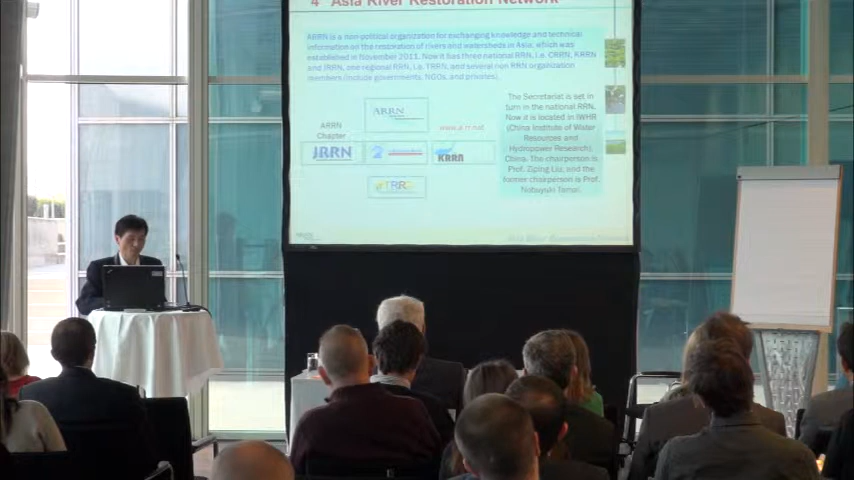 4 Asia River Restoration Network
ARRN is a non-political organization for exchanging knowledge and technical
information on the restoration of rivers and watersheds in Asia, which was
established in November 2011. Now it has three national RRN, i.e. CRRN, KRRN
and JRRN, one regional RRN, i.e. TRRN, and several non RRN organization
members (include governments, NGOs, and privates).
ARRN
ARRN
Chapter
www.a-rr.net
JRRN
KRRN
TRRN
The Secretariat is set in
turn in the national RRN.
Now it is located in IWHR
(China Institute of Water
Resources and
Hydropower Research),
China. The chairperson is
Prof. Ziping Liu, and the
former chairperson is Prof.
Nobuyuki Tamai.